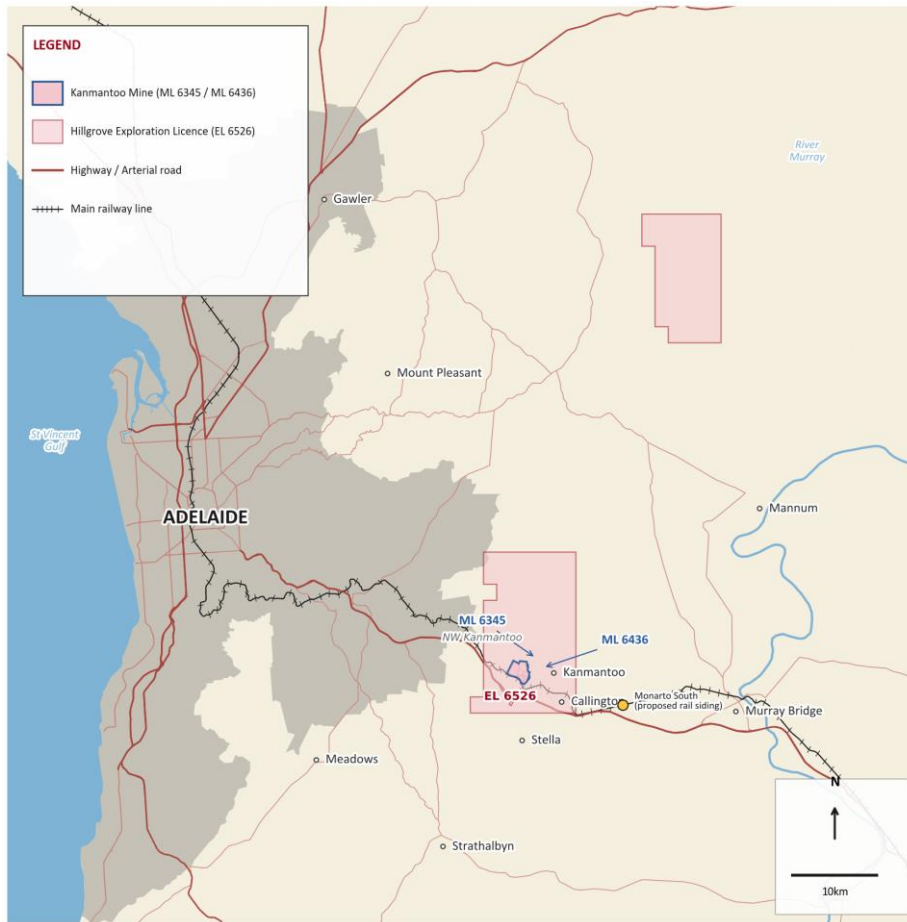 LEGEND
Kanmantoo Mine (ML 6345 / ML 6436)
Hillgrove Exploration Licence (EL 6526)
Highway / Arterial road
Main railway line
River
Murray
Gawler
Mount Pleasant
St Vincent
Gulf
Mannum
ADELAIDE
ML 6345
NW Kanmantoo
ML 6436
Kanmantoo
EL 6526
Callington
Monarto South
(proposed rail siding)
Murray Bridge
Stella
Meadows
Strathalbyn
N
10km